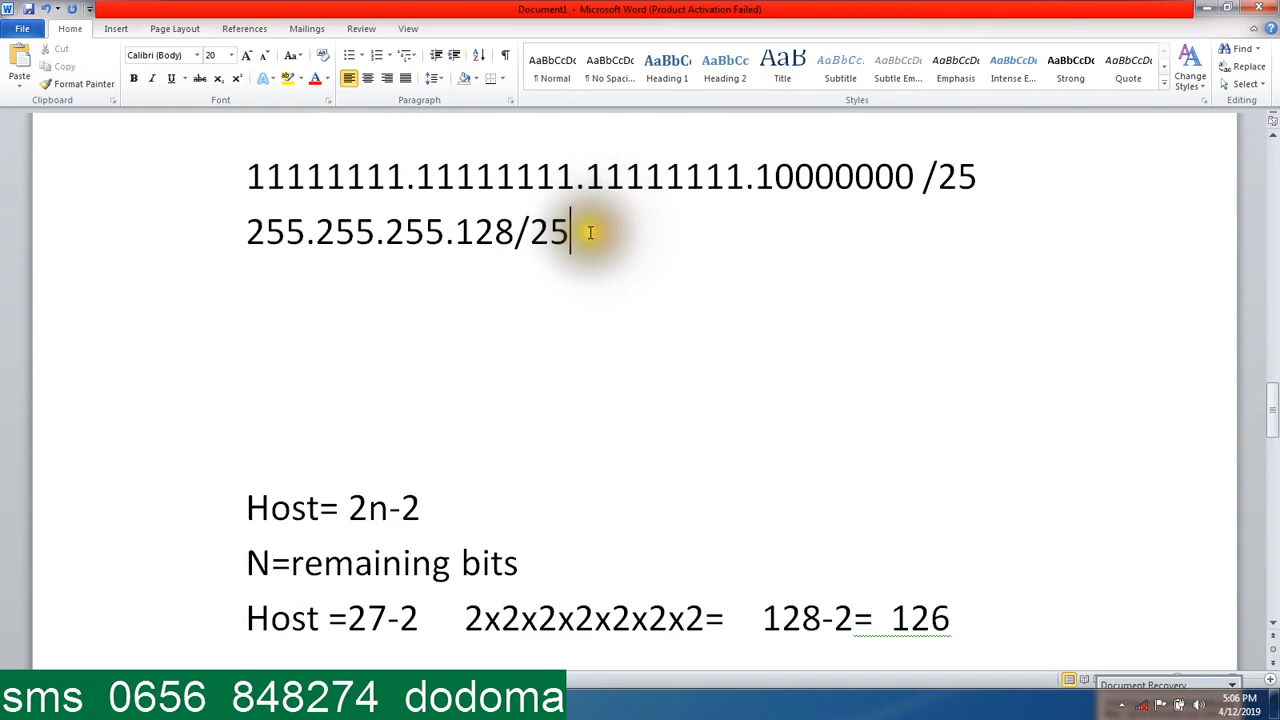 Document1 - Microsoft Word (Product Activation Failed)
File Home Insert Page Layout References Mailings Review View
Paste Cut Copy Format Painter Clipboard
Calibri (Body) 20 Font
Paragraph
AaBbCcDc AaBbCcDc AaBbC( AaBbCc AaB AaBbCcL AaBbCcDc AaBbCcDc AaBbCcDc AaBbCcDc AaBbCcDc
¶ Normal ¶ No Spaci... Heading 1 Heading 2 Title Subtitle Subtle Em... Emphasis Intense E... Strong Quote
Styles
Change Styles
Find Replace Select Editing
11111111.11111111.11111111.10000000 /25
255.255.255.128/25
Host= 2n-2
N=remaining bits
Host =27-2 2x2x2x2x2x2x2= 128-2= 126
sms 0656 848274 dodoma
Document Recovery
5:06 PM
4/12/2019